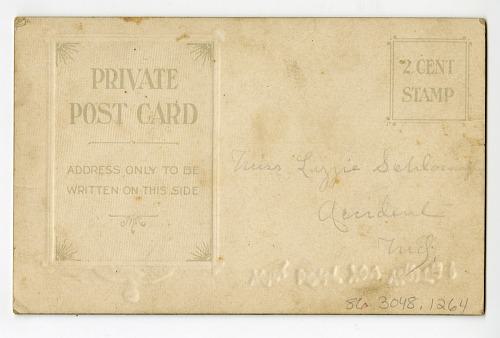 PRIVATE
POST CARD
ADDRESS ONLY TO BE
WRITTEN ON THIS SIDE
2 CENT
STAMP
Miss Lizzie
Accident
Md.
86.3048.1264